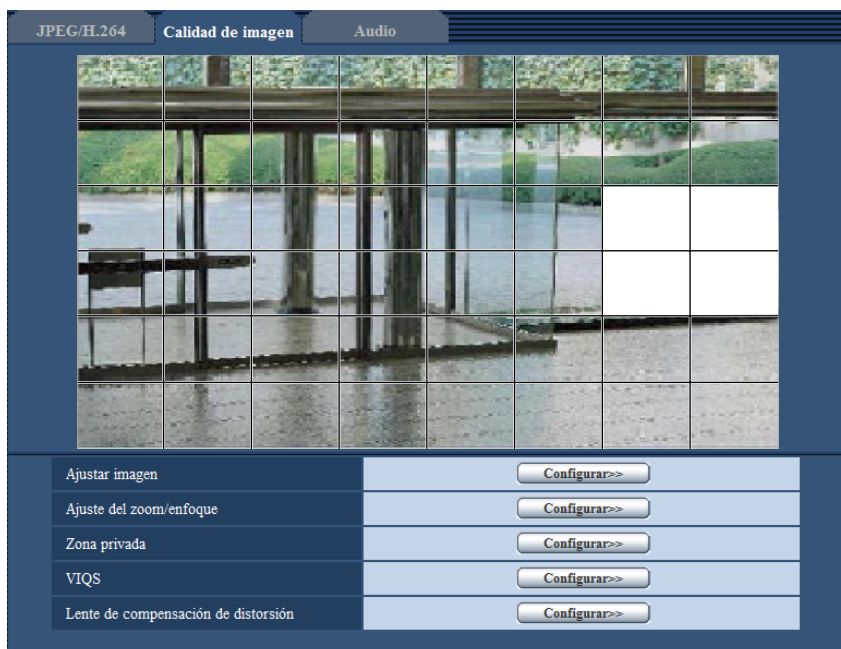 JPEG/H.264 Calidad de imagen Audio
Ajustar imagen Configurar>>
Ajuste del zoom/enfoque Configurar>>
Zona privada Configurar>>
VIQS Configurar>>
Lente de compensación de distorsión Configurar>>